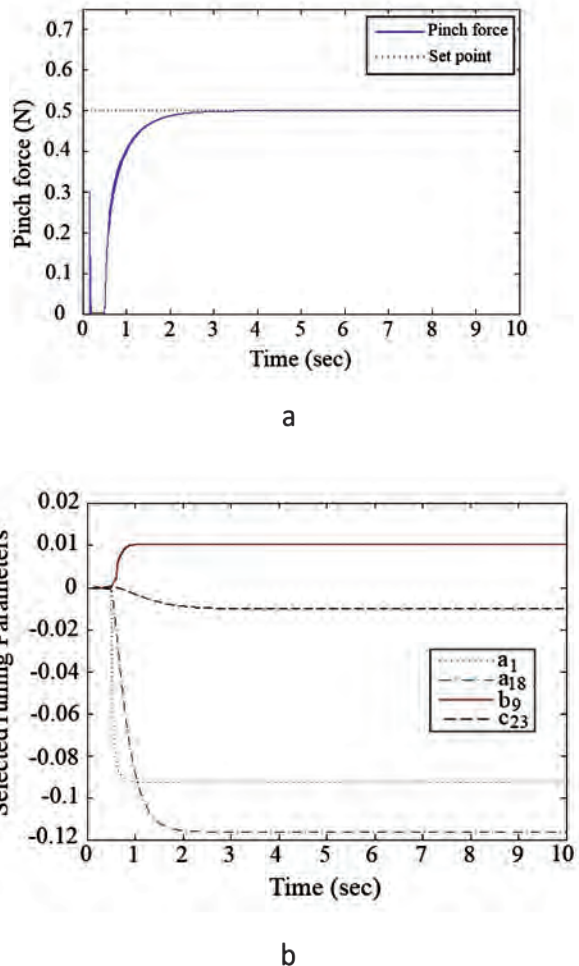 0.7
0.6
0.5
0.4
0.3
0.2
0.1
0
Pinch force (N)
Pinch force
Set point
0 1 2 3 4 5 6 7 8 9 10
Time (sec)
a
0.02
0.01
0
-0.02
-0.04
-0.06
-0.08
-0.1
-0.12
Selected Tuning Parameters
a1
a18
b9
c23
0 1 2 3 4 5 6 7 8 9 10
Time (sec)
b